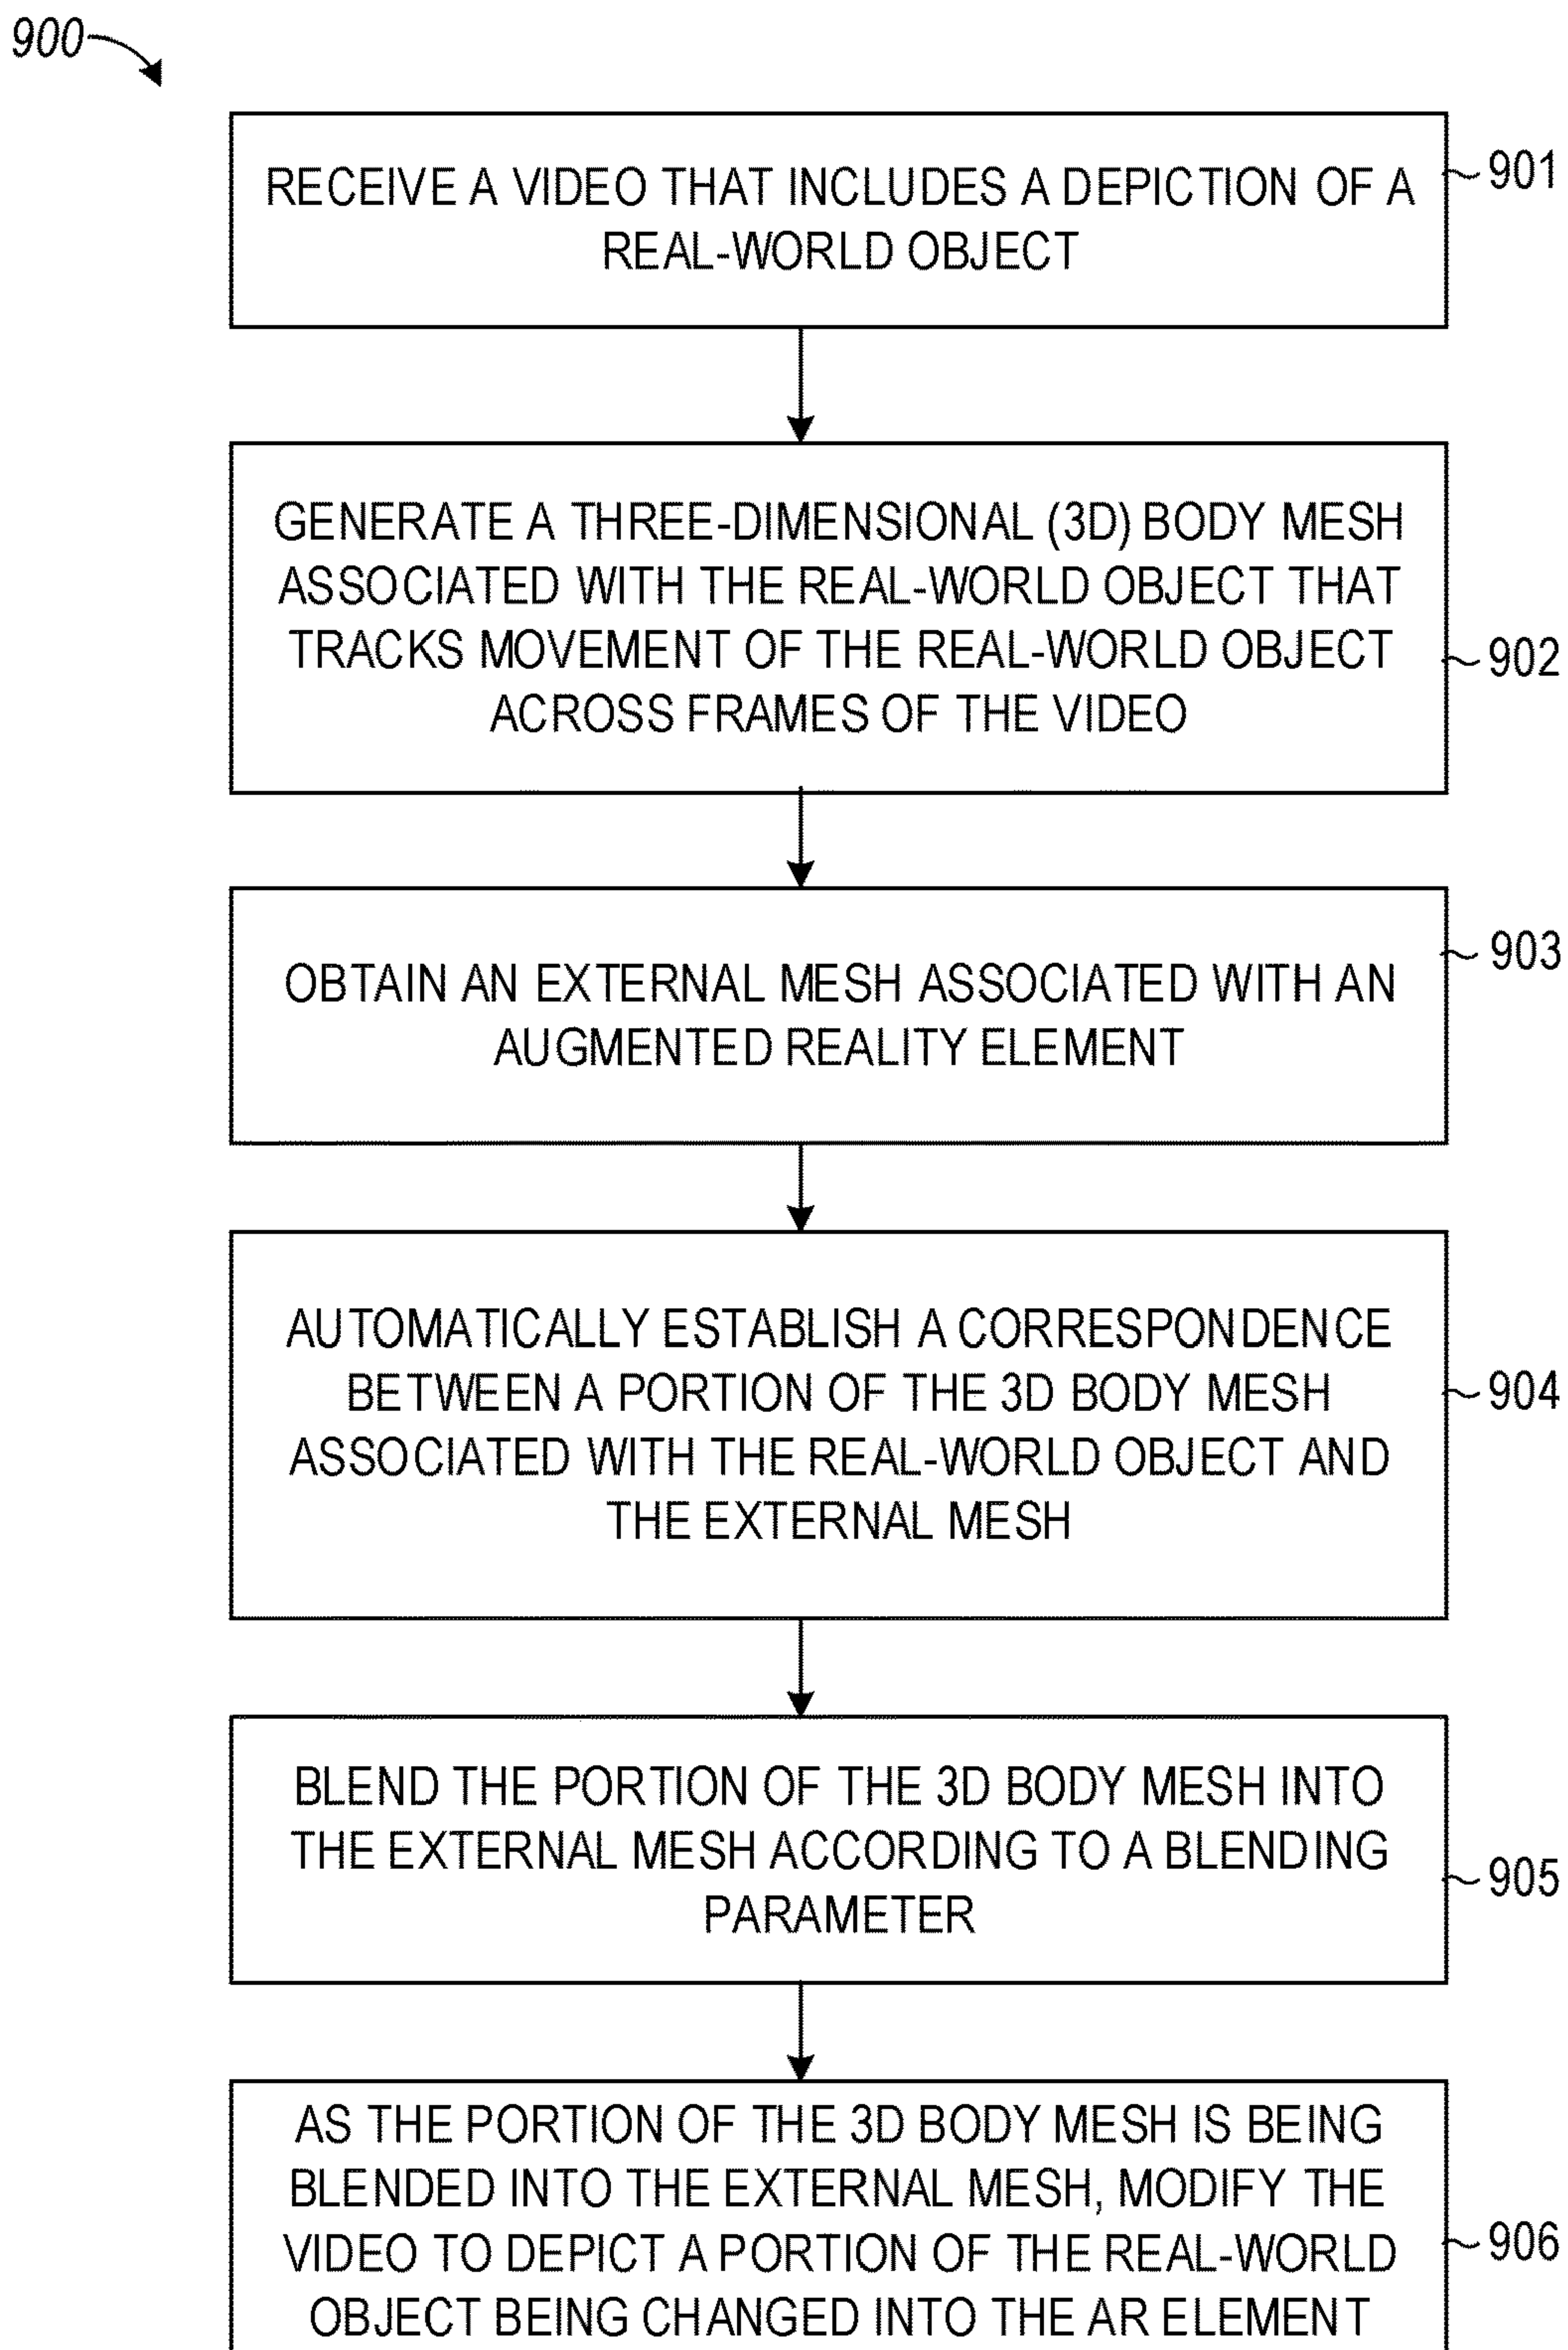 900
RECEIVE A VIDEO THAT INCLUDES A DEPICTION OF A
REAL-WORLD OBJECT
901
GENERATE A THREE-DIMENSIONAL (3D) BODY MESH
ASSOCIATED WITH THE REAL-WORLD OBJECT THAT
TRACKS MOVEMENT OF THE REAL-WORLD OBJECT
ACROSS FRAMES OF THE VIDEO
902
OBTAIN AN EXTERNAL MESH ASSOCIATED WITH AN
AUGMENTED REALITY ELEMENT
903
AUTOMATICALLY ESTABLISH A CORRESPONDENCE
BETWEEN A PORTION OF THE 3D BODY MESH
ASSOCIATED WITH THE REAL-WORLD OBJECT AND
THE EXTERNAL MESH
904
BLEND THE PORTION OF THE 3D BODY MESH INTO
THE EXTERNAL MESH ACCORDING TO A BLENDING
PARAMETER
905
AS THE PORTION OF THE 3D BODY MESH IS BEING
BLENDED INTO THE EXTERNAL MESH, MODIFY THE
VIDEO TO DEPICT A PORTION OF THE REAL-WORLD
OBJECT BEING CHANGED INTO THE AR ELEMENT
906